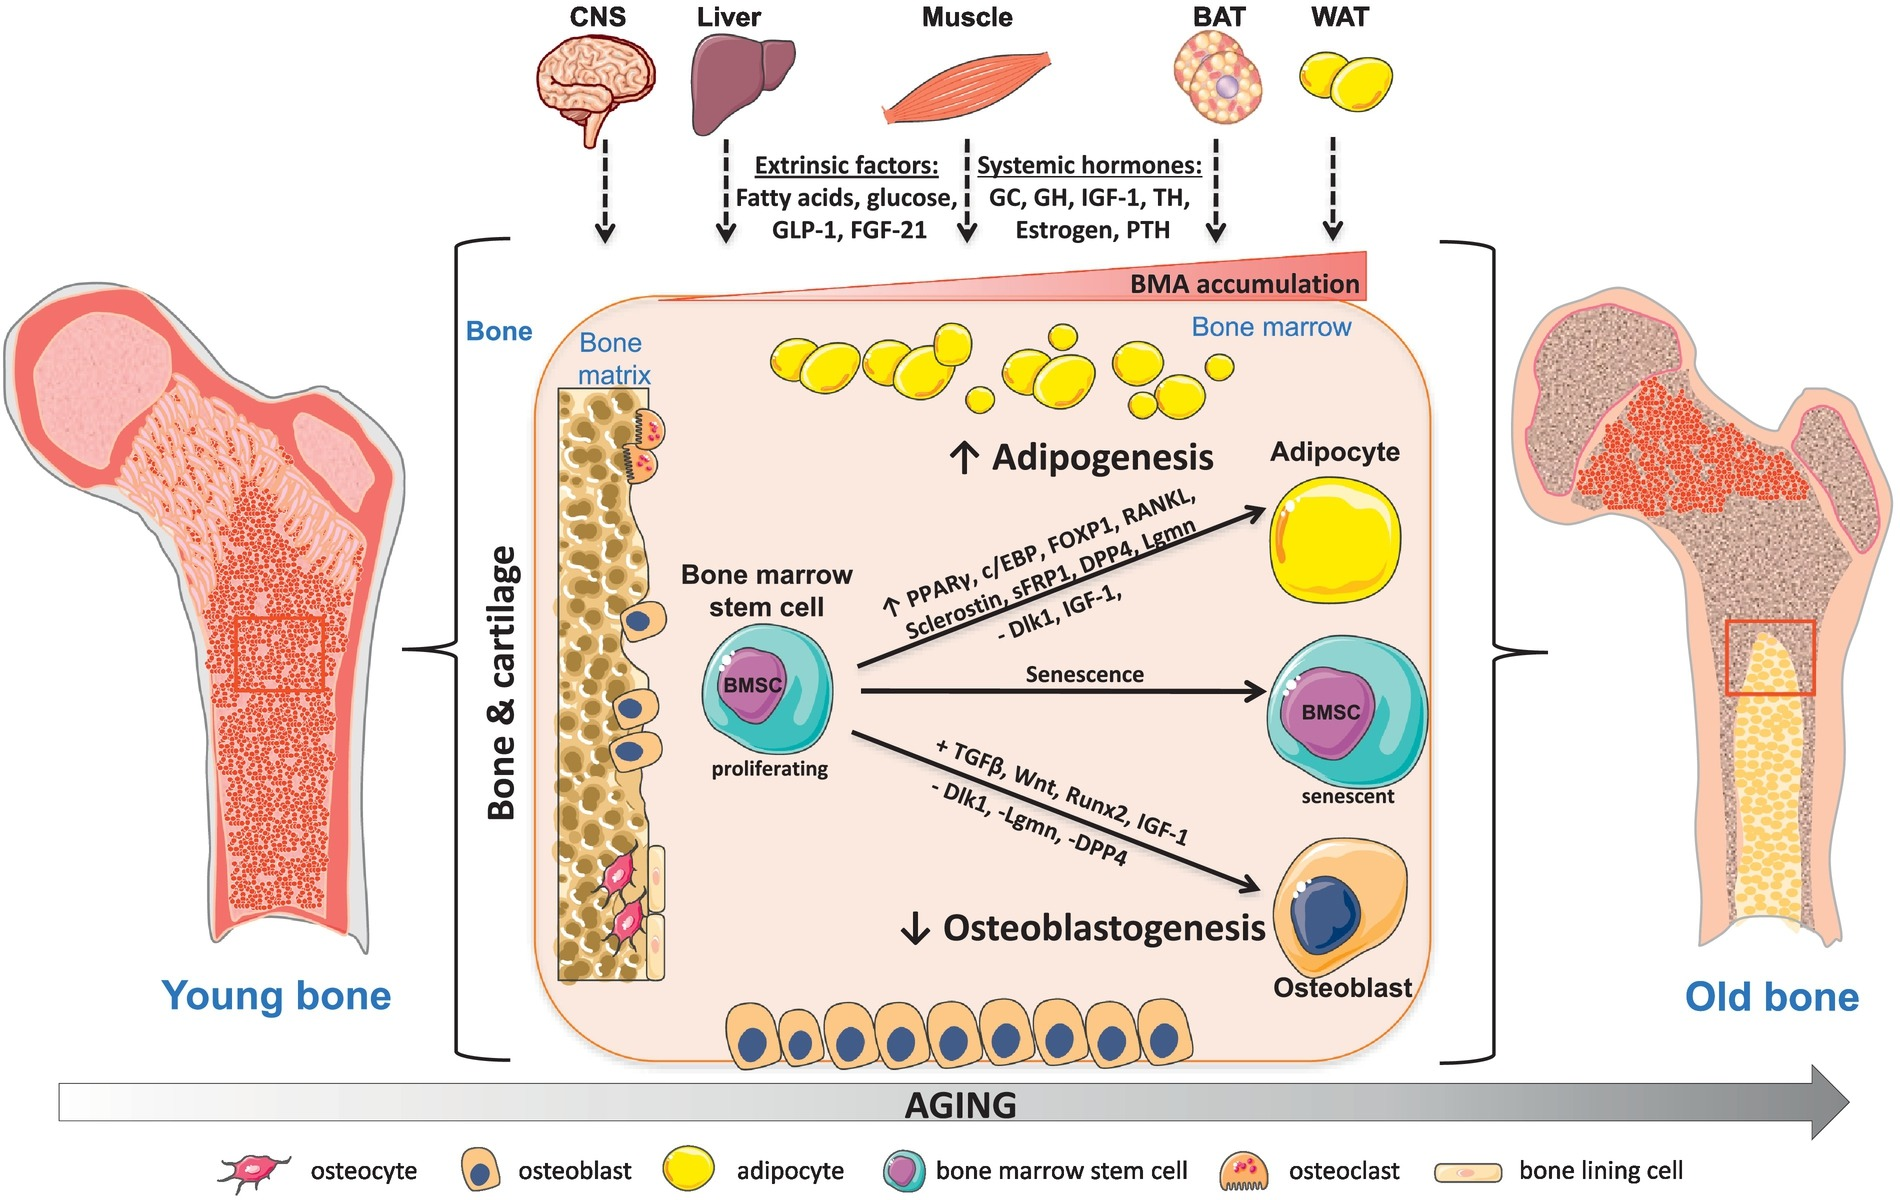 CNS
Liver
Muscle
BAT
WAT
Extrinsic factors:
Fatty acids, glucose,
GLP-1, FGF-21
Systemic hormones:
GC, GH, IGF-1, TH,
Estrogen, PTH
BMA accumulation
Bone
Bone
matrix
Bone marrow
↑ Adipogenesis
Adipocyte
↑ PPARγ, c/EBP, FOXP1, RANKL,
Sclerostin, sFRP1, DPP4, Lgmn
- Dlk1, IGF-1,
Bone marrow
stem cell
BMSC
proliferating
Senescence
BMSC
senescent
+ TGFβ, Wnt, Runx2, IGF-1
- Dlk1, -Lgmn, -DPP4
↓ Osteoblastogenesis
Osteoblast
Bone & cartilage
Young bone
Old bone
AGING
osteocyte
osteoblast
adipocyte
bone marrow stem cell
osteoclast
bone lining cell